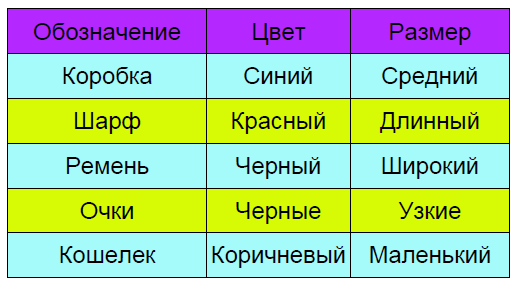 Обозначение Цвет Размер
Коробка Синий Средний
Шарф Красный Длинный
Ремень Черный Широкий
Очки Черные Узкие
Кошелек Коричневый Маленький